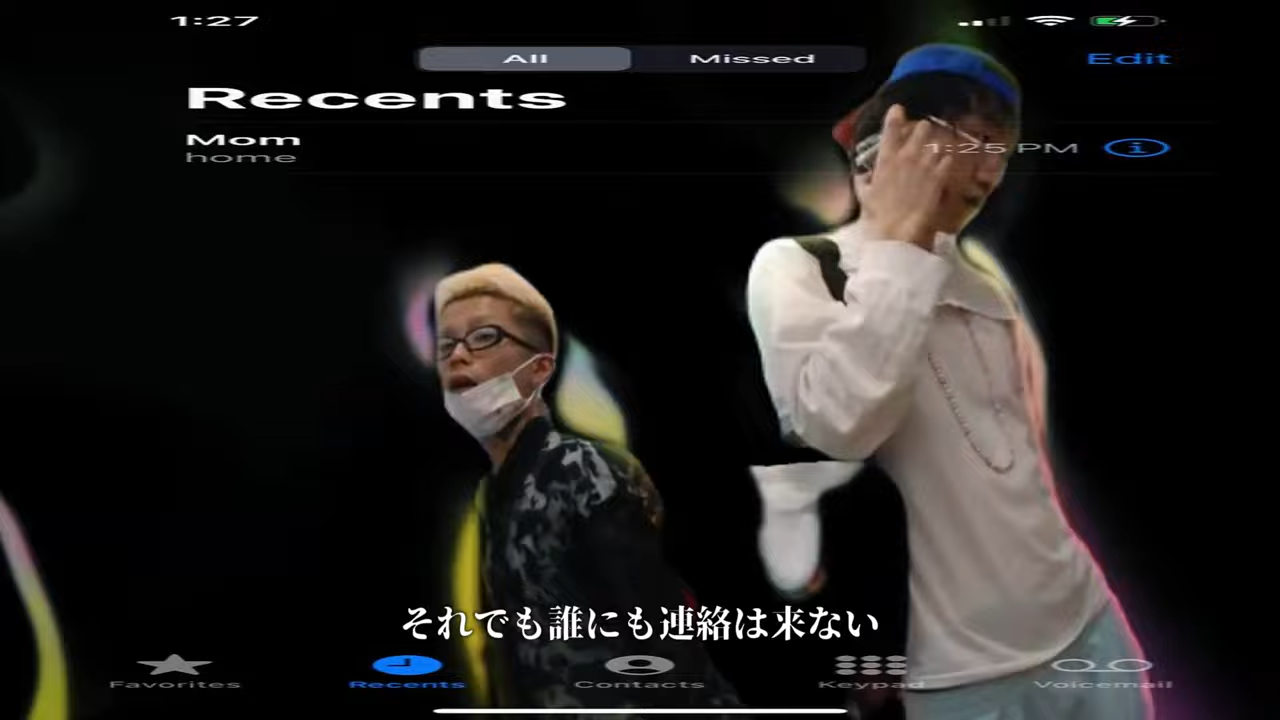 1:27
All
Missed
Edit
Recents
Mom
home
1:25 PM
それでも誰にも連絡は来ない
Favorites
Recents
Contacts
Keypad
Voicemail